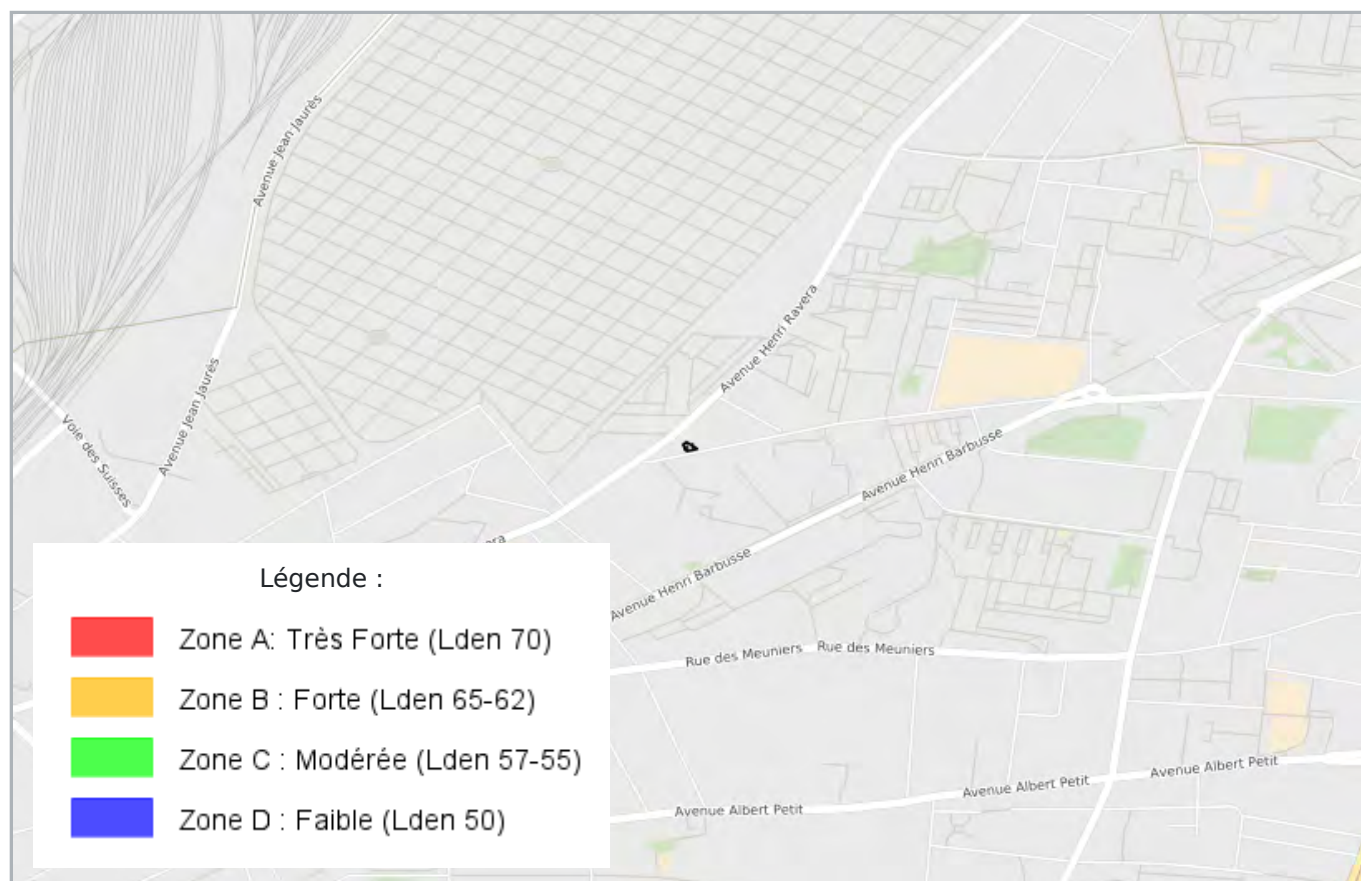 Avenue Jean Jaurès
Avenue Henri Ravera
Avenue Jean Jaurès
Voie des Suisses
Avenue Henri Barbusse
Avenue Henri Barbusse
Rue des Meuniers
Rue des Meuniers
Avenue Albert Petit
Avenue Albert Petit
Avenue Albert Petit
Légende :
Zone A: Très Forte (Lden 70)
Zone B : Forte (Lden 65-62)
Zone C : Modérée (Lden 57-55)
Zone D : Faible (Lden 50)